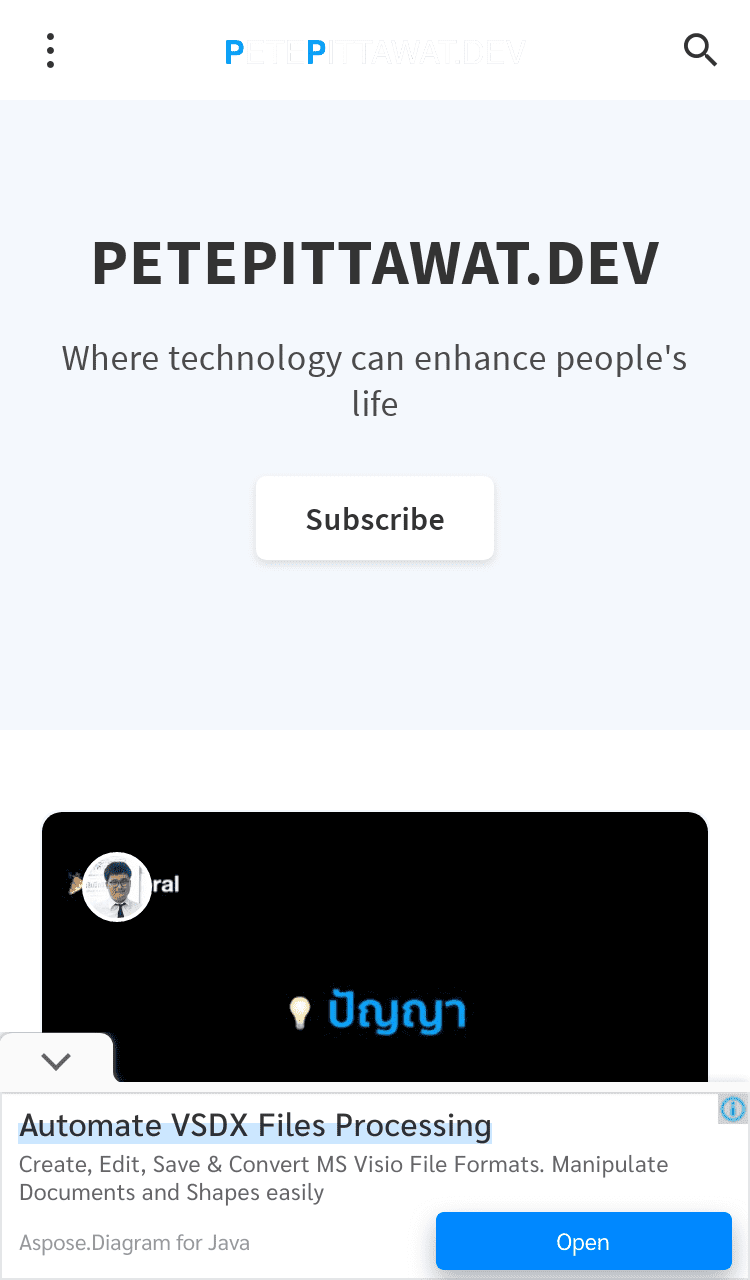 PETEPITTAWAT.DEV
PETEPITTAWAT.DEV
Where technology can enhance people's
life
Subscribe
ral
ปัญญา
Automate VSDX Files Processing
Create, Edit, Save & Convert MS Visio File Formats. Manipulate
Documents and Shapes easily
Aspose.Diagram for Java
Open